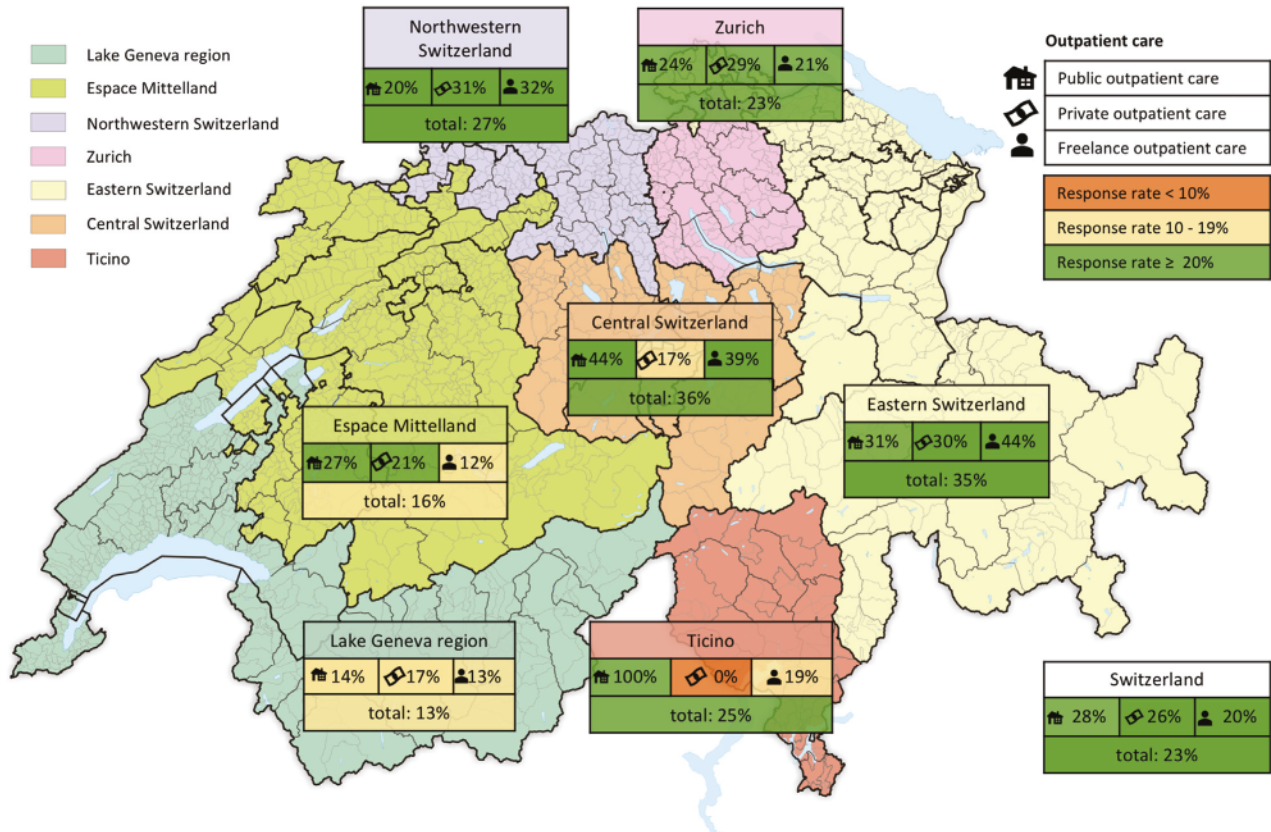 Lake Geneva region
Espace Mittelland
Northwestern Switzerland
Zurich
Eastern Switzerland
Central Switzerland
Ticino
Northwestern
Switzerland
20% 31% 32%
total: 27%
Zurich
24% 29% 21%
total: 23%
Outpatient care
Public outpatient care
Private outpatient care
Freelance outpatient care
Response rate < 10%
Response rate 10 - 19%
Response rate ≥ 20%
Central Switzerland
44% 17% 39%
total: 36%
Espace Mittelland
27% 21% 12%
total: 16%
Eastern Switzerland
31% 30% 44%
total: 35%
Lake Geneva region
14% 17% 13%
total: 13%
Ticino
100% 0% 19%
total: 25%
Switzerland
28% 26% 20%
total: 23%